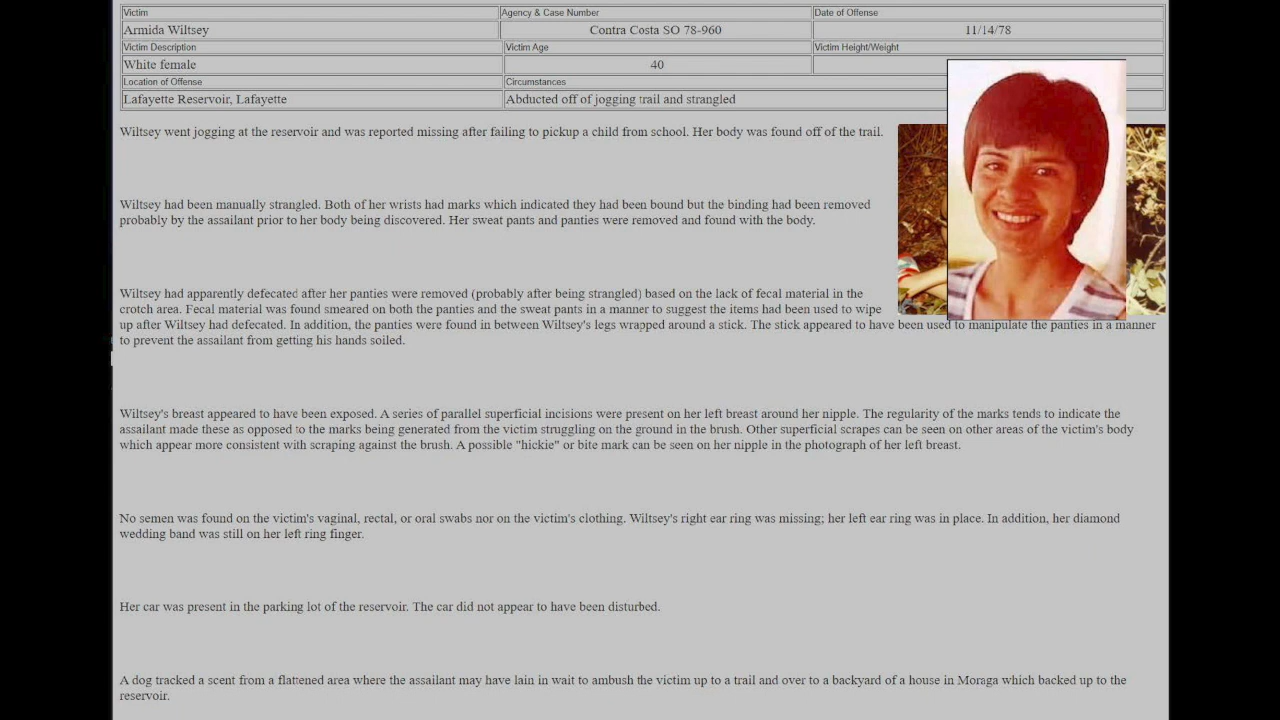 Victim Agency & Case Number Date of Offense
Armida Wiltsey Contra Costa SO 78-960 11/14/78
Victim Description Victim Age Victim Height/Weight
White female 40
Location of Offense Circumstances
Lafayette Reservoir, Lafayette Abducted off of jogging trail and strangled
Wiltsey went jogging at the reservoir and was reported missing after failing to pickup a child from school. Her body was found off of the trail.
Wiltsey had been manually strangled. Both of her wrists had marks which indicated they had been bound but the binding had been removed
probably by the assailant prior to her body being discovered. Her sweat pants and panties were removed and found with the body.
Wiltsey had apparently defecated after her panties were removed (probably after being strangled) based on the lack of fecal material in the
crotch area. Fecal material was found smeared on both the panties and the sweat pants in a manner to suggest the items had been used to wipe
up after Wiltsey had defecated. In addition, the panties were found in between Wiltsey's legs wrapped around a stick. The stick appeared to have been used to manipulate the panties in a manner
to prevent the assailant from getting his hands soiled.
Wiltsey's breast appeared to have been exposed. A series of parallel superficial incisions were present on her left breast around her nipple. The regularity of the marks tends to indicate the
assailant made these as opposed to the marks being generated from the victim struggling on the ground in the brush. Other superficial scrapes can be seen on other areas of the victim's body
which appear more consistent with scraping against the brush. A possible "hickie" or bite mark can be seen on her nipple in the photograph of her left breast.
No semen was found on the victim's vaginal, rectal, or oral swabs nor on the victim's clothing. Wiltsey's right ear ring was missing; her left ear ring was in place. In addition, her diamond
wedding band was still on her left ring finger.
Her car was present in the parking lot of the reservoir. The car did not appear to have been disturbed.
A dog tracked a scent from a flattened area where the assailant may have lain in wait to ambush the victim up to a trail and over to a backyard of a house in Moraga which backed up to the
reservoir.